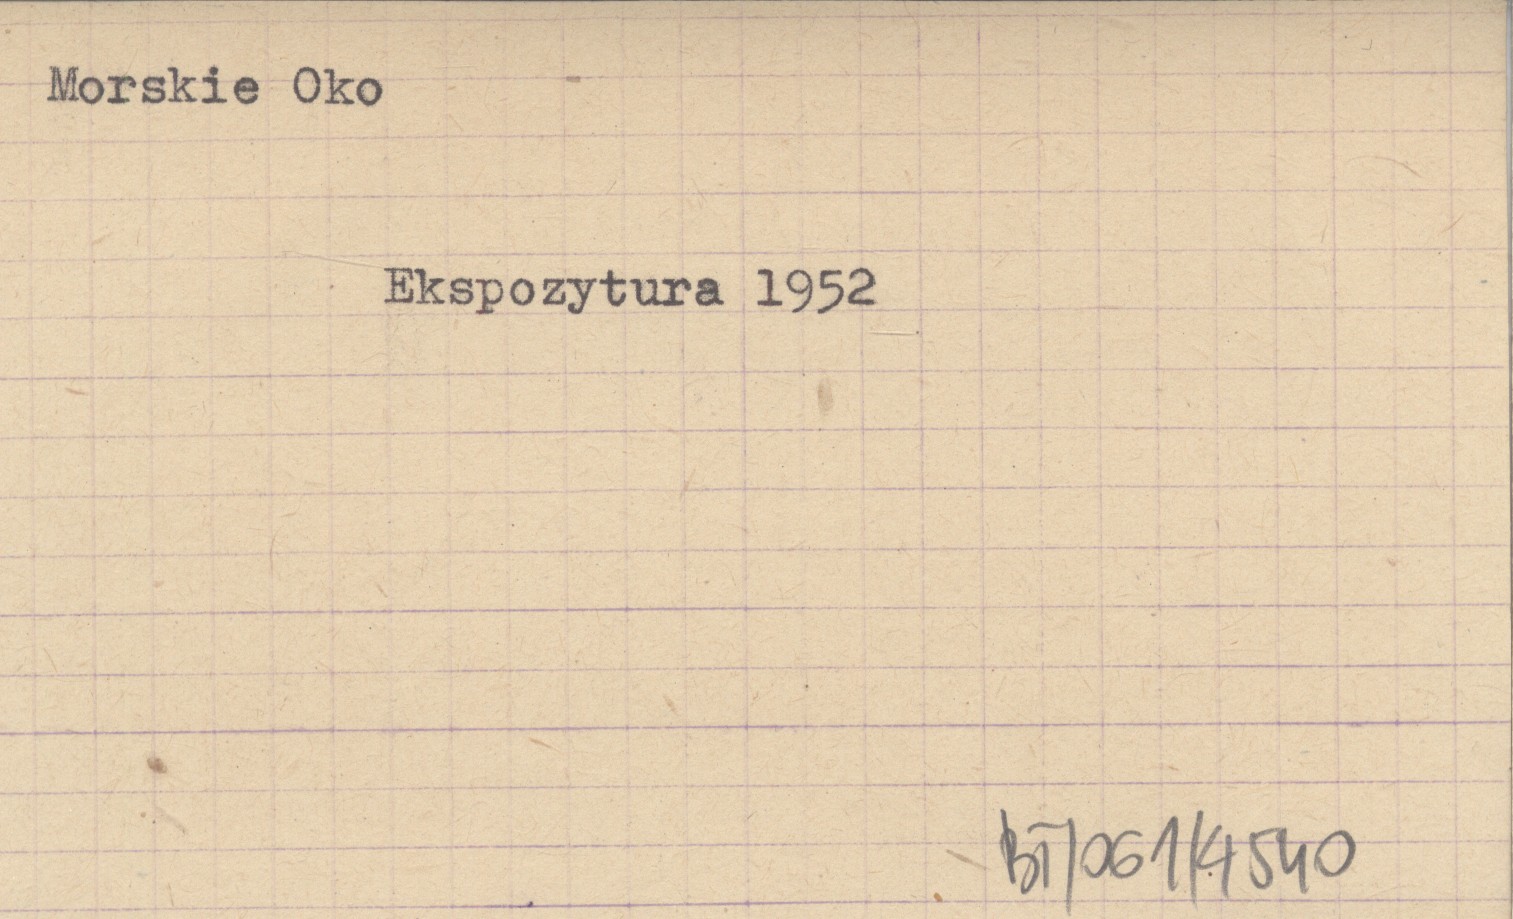 Morskie Oko
Ekspozytura 1952
BT/061/4540